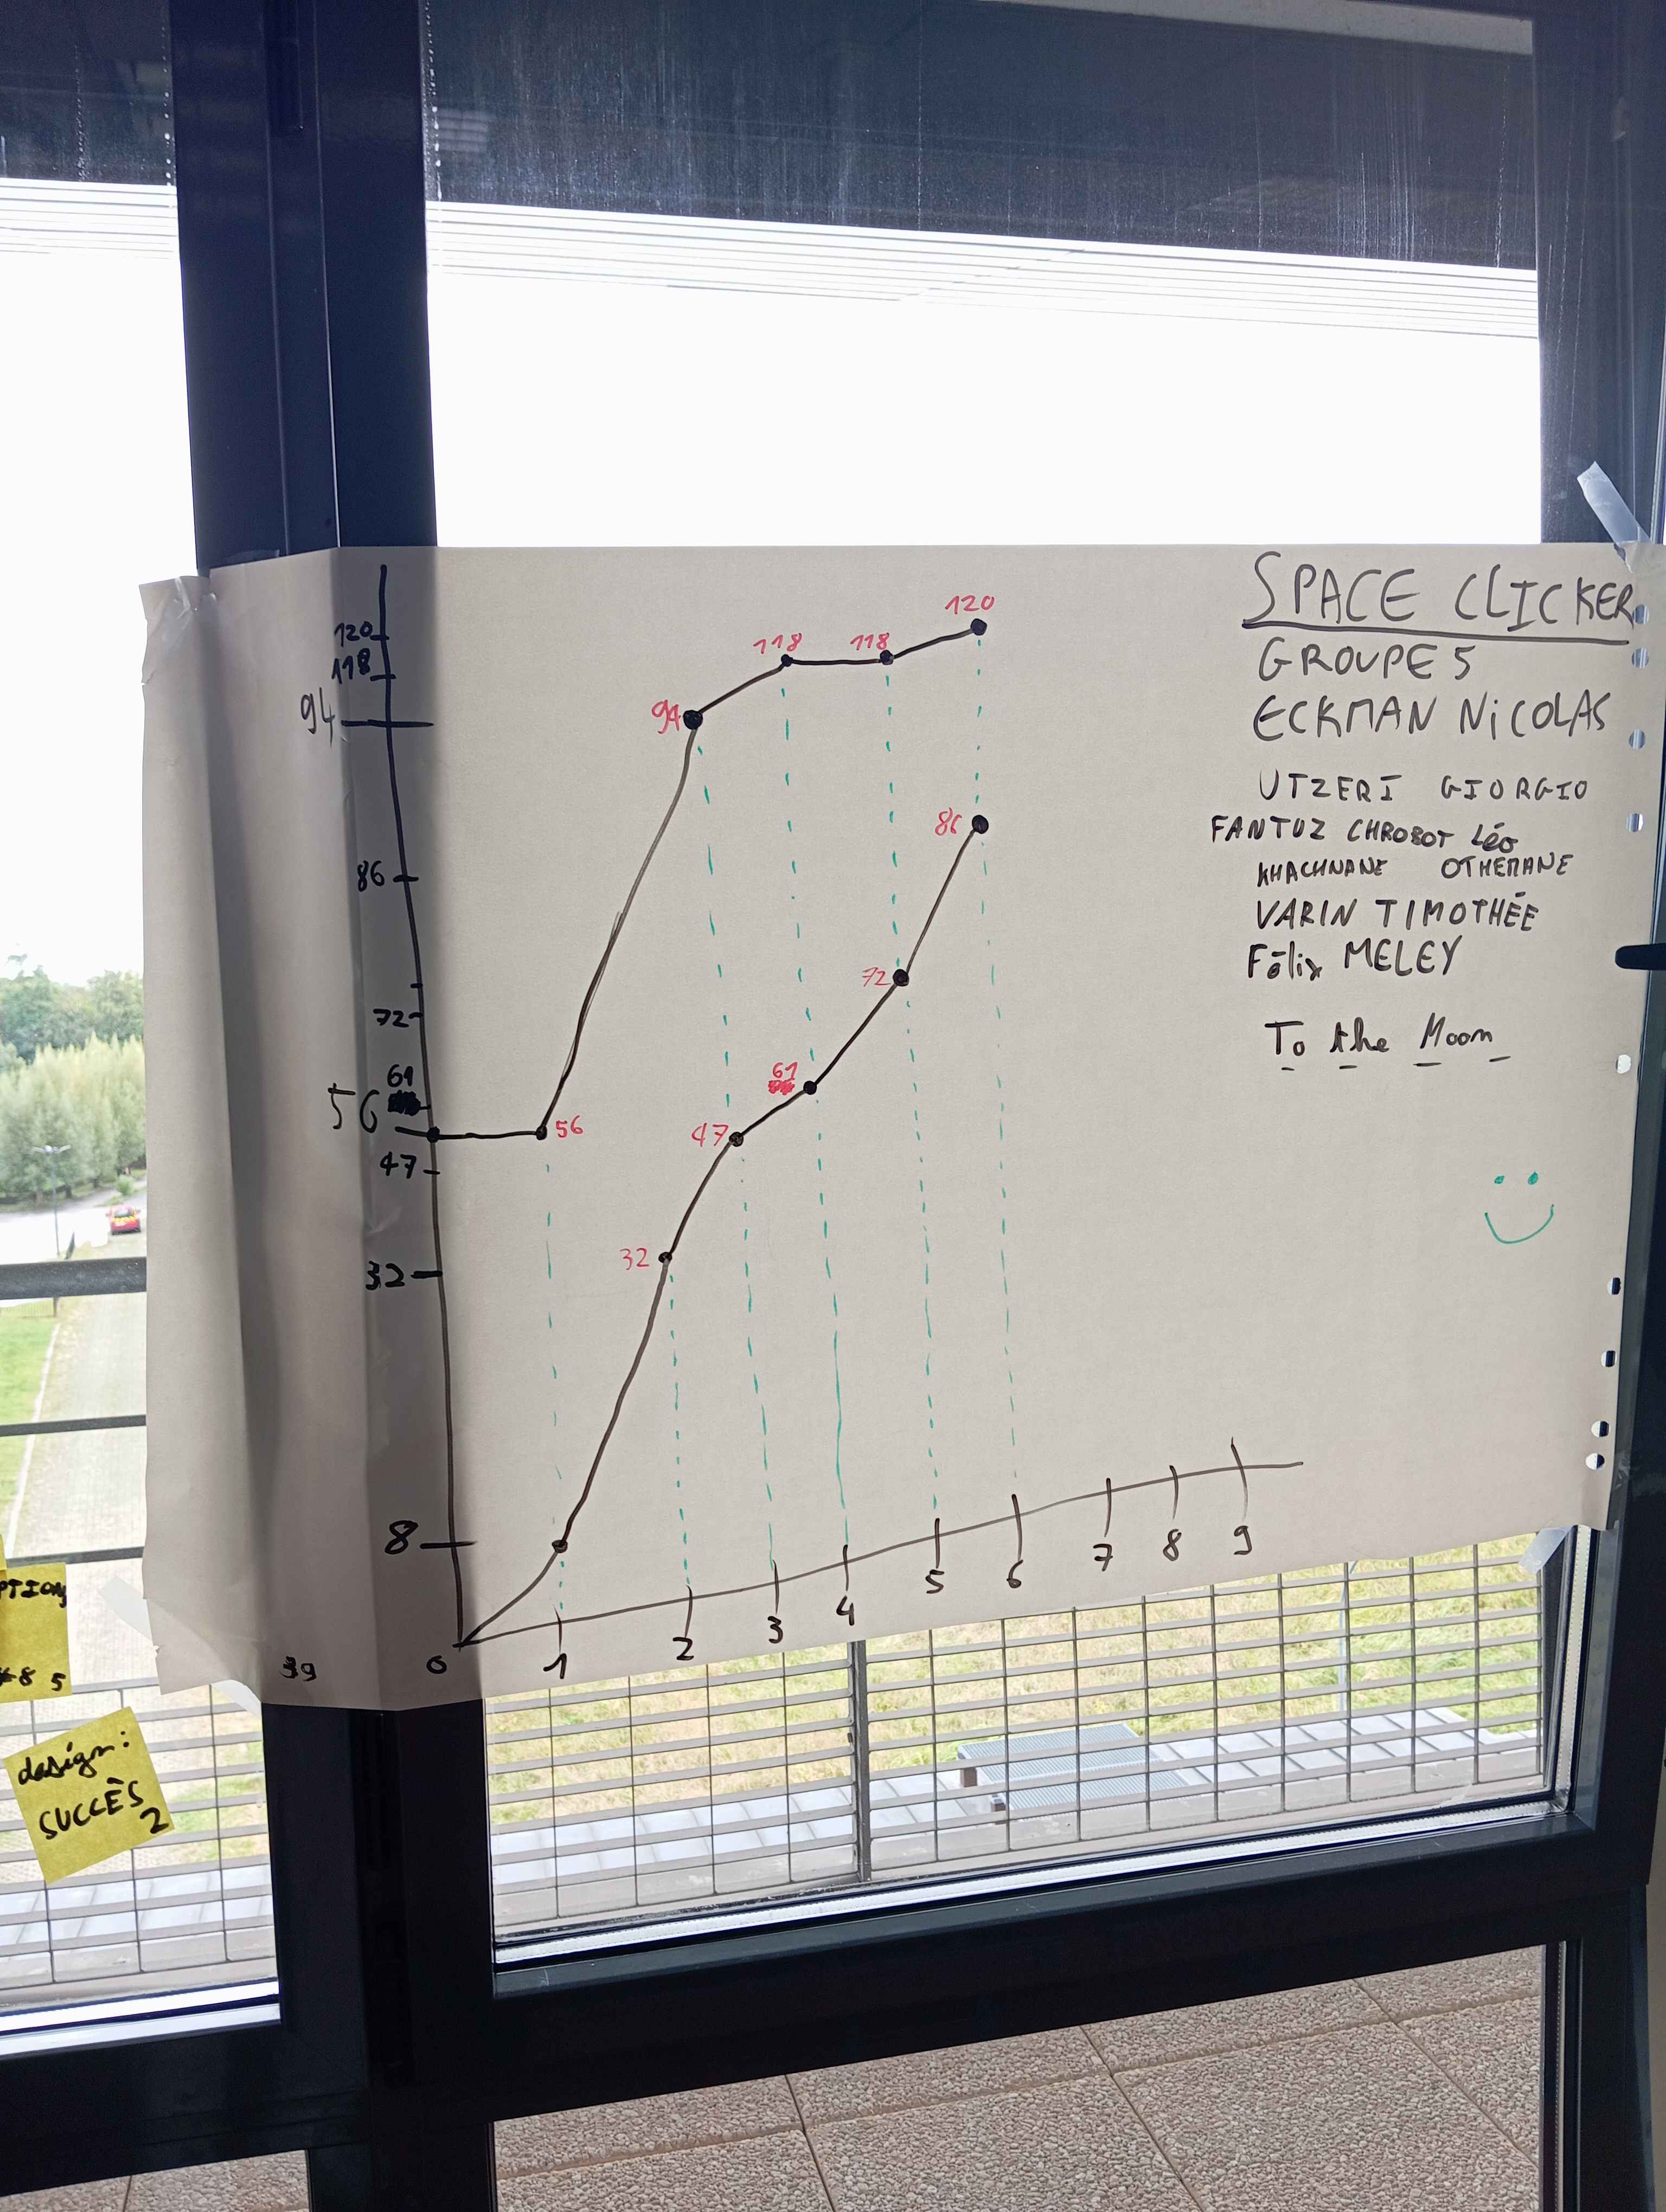 SPACE CLICKER
GROUPE 5
ECKMAN NICOLAS
UTZERI GIORGIO
FANTUZ CHROBOT Léo
KHACHNANE OTHEMANE
VARIN TIMOTHÉE
Félix MELEY
To the Moon
120
118
94
86
72
61
56
47
32
8
0
39
1
2
3
4
5
6
7
8
9
120
118
118
94
86
72
61
56
47
32
PTION
8 5
design:
SUCCÈS
2